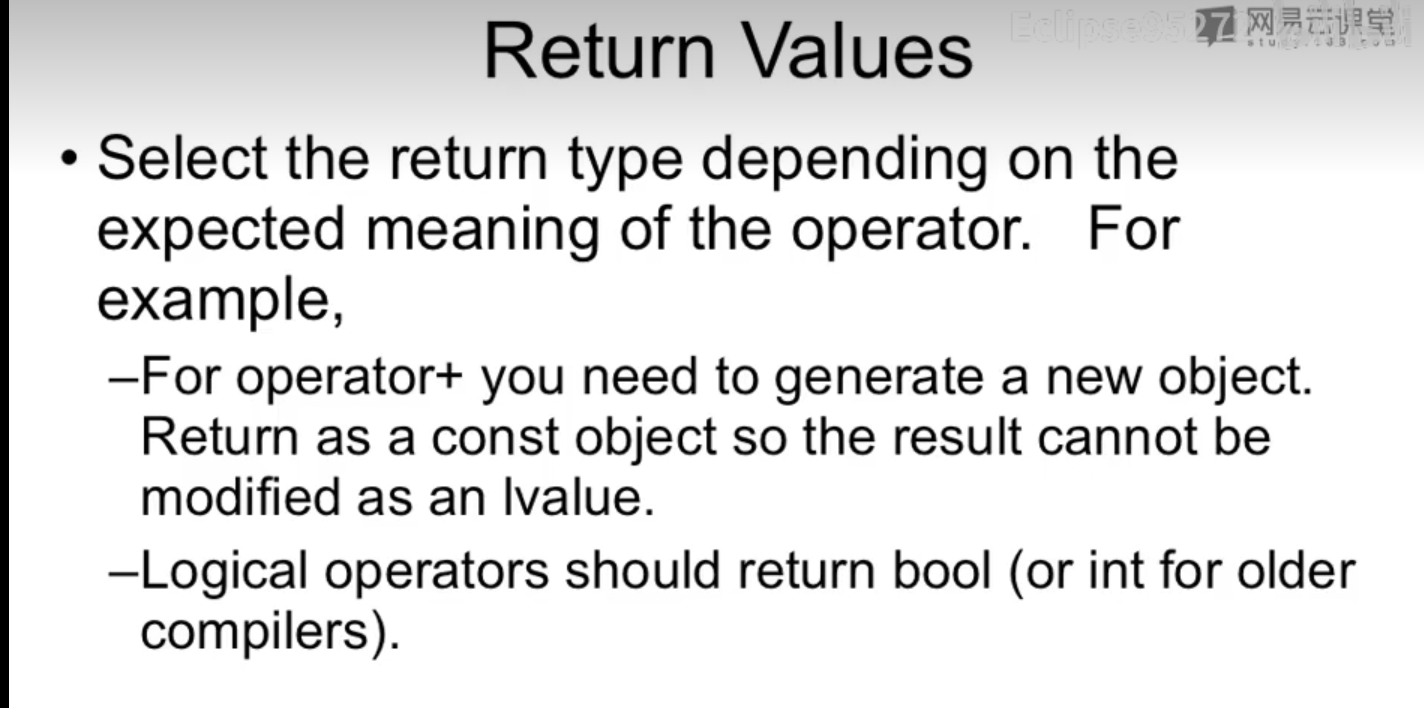 Return Values
网易云课堂
• Select the return type depending on the
expected meaning of the operator. For
example,
–For operator+ you need to generate a new object.
Return as a const object so the result cannot be
modified as an lvalue.
–Logical operators should return bool (or int for older
compilers).